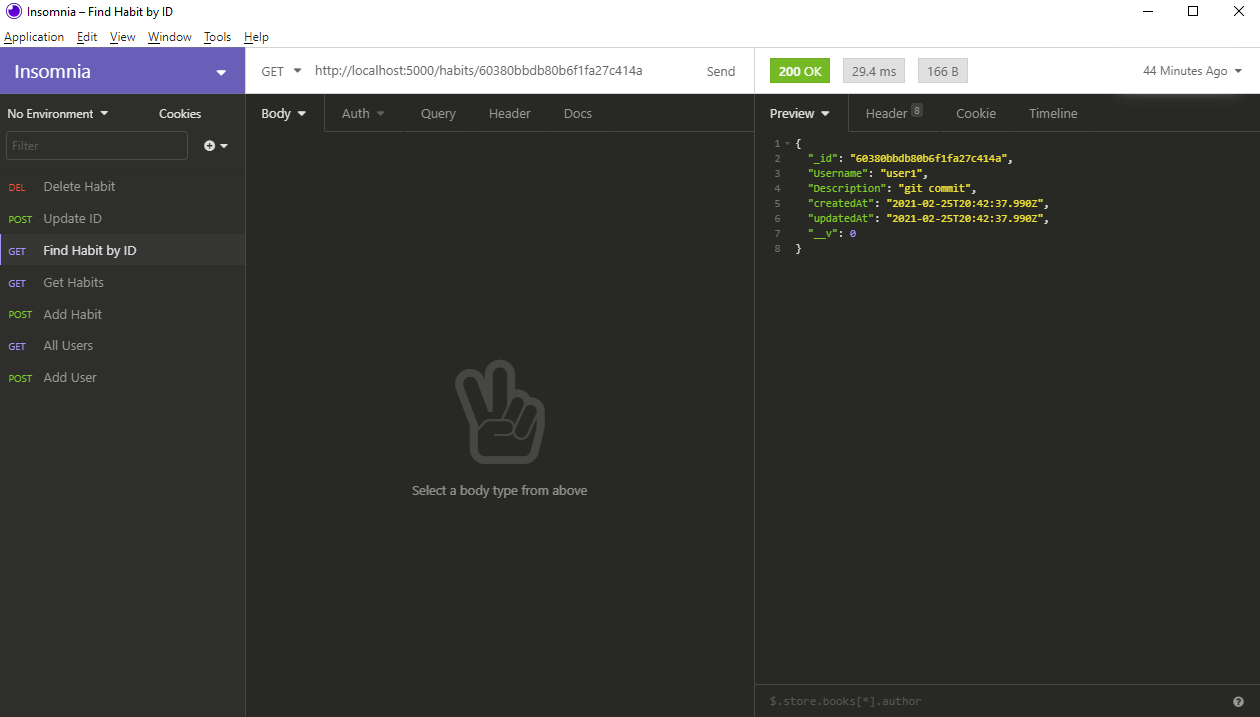 Insomnia – Find Habit by ID
Application Edit View Window Tools Help
Insomnia
GET http://localhost:5000/habits/60380bbdb80b6f1fa27c414a Send
200 OK 29.4 ms 166 B 44 Minutes Ago
No Environment Cookies
Filter
DEL Delete Habit
POST Update ID
GET Find Habit by ID
GET Get Habits
POST Add Habit
GET All Users
POST Add User
Body Auth Query Header Docs
Select a body type from above
Preview Header 8 Cookie Timeline
1 {
2 "_id": "60380bbdb80b6f1fa27c414a",
3 "Username": "user1",
4 "Description": "git commit",
5 "createdAt": "2021-02-25T20:42:37.990Z",
6 "updatedAt": "2021-02-25T20:42:37.990Z",
7 "__v": 0
8 }
$.store.books[*].author